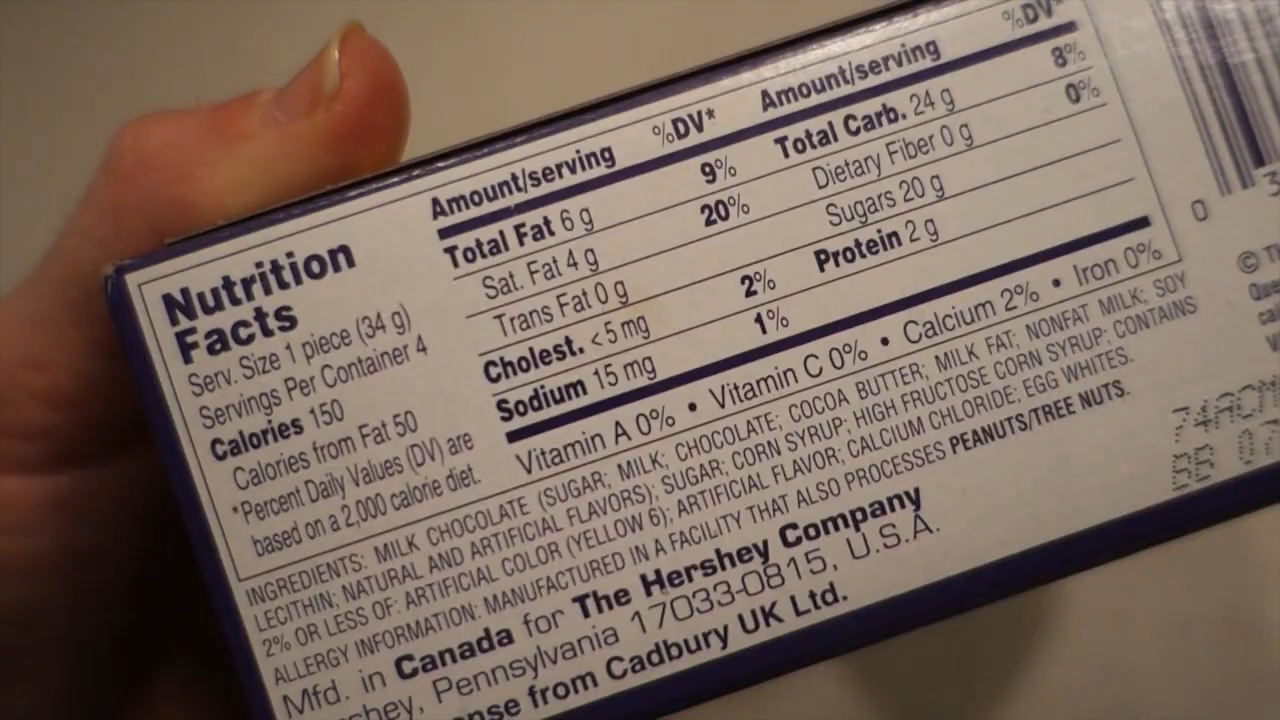 Nutrition
Facts
Serv. Size 1 piece (34 g)
Servings Per Container 4
Calories 150
Calories from Fat 50
*Percent Daily Values (DV) are
based on a 2,000 calorie diet.
Amount/serving %DV*
Total Fat 6 g 9%
Sat. Fat 4 g 20%
Trans Fat 0 g
Cholest. <5 mg 2%
Sodium 15 mg 1%
Amount/serving %DV*
Total Carb. 24 g 8%
Dietary Fiber 0 g 0%
Sugars 20 g
Protein 2 g
Vitamin A 0% • Vitamin C 0% • Calcium 2% • Iron 0%
INGREDIENTS: MILK CHOCOLATE (SUGAR; MILK; CHOCOLATE; COCOA BUTTER; MILK FAT; NONFAT MILK; SOY
LECITHIN; NATURAL AND ARTIFICIAL FLAVORS); SUGAR; CORN SYRUP; HIGH FRUCTOSE CORN SYRUP; CONTAINS
2% OR LESS OF: ARTIFICIAL COLOR (YELLOW 6); ARTIFICIAL FLAVOR; CALCIUM CHLORIDE; EGG WHITES.
ALLERGY INFORMATION: MANUFACTURED IN A FACILITY THAT ALSO PROCESSES PEANUTS/TREE NUTS.
Mfd. in Canada for The Hershey Company
shey, Pennsylvania 17033-0815, U.S.A.
nse from Cadbury UK Ltd.
0
©